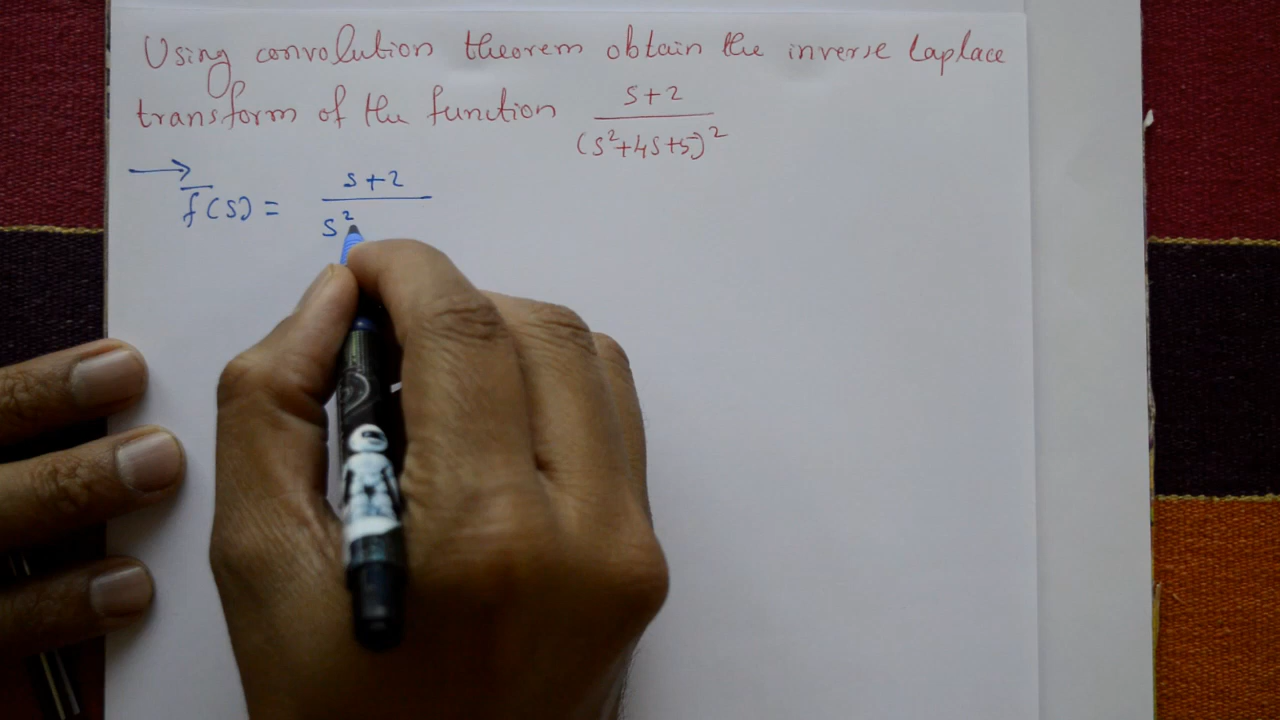 Using convolution theorem obtain the inverse Laplace
transform of the function (s+2)/(s²+4s+5)²
→ f̅(s) = (s+2)/(s²